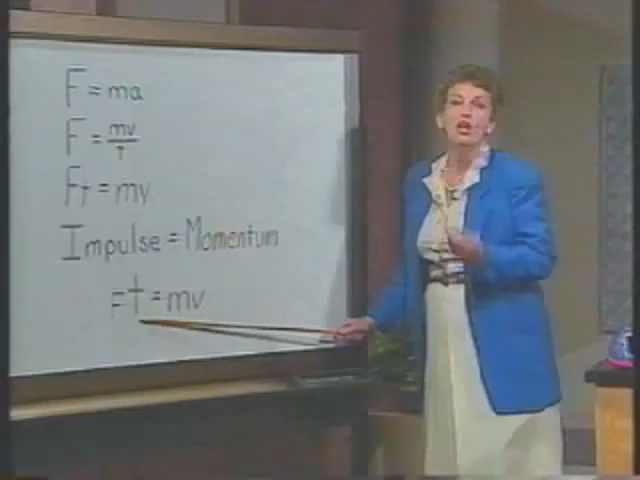 F = ma
F = mv/T
Ft = mv
Impulse = Momentum
Ft = mv